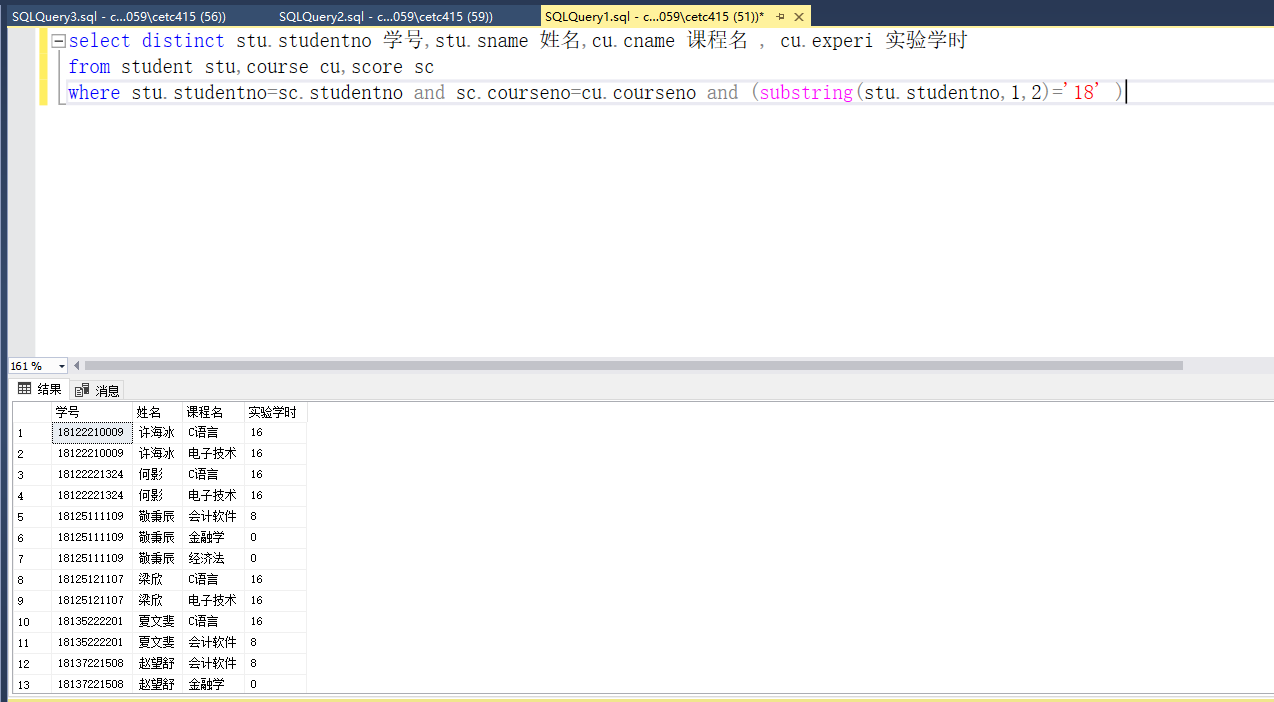 SQLQuery3.sql - c...059\cetc415 (56)) SQLQuery2.sql - c...059\cetc415 (59)) SQLQuery1.sql - c...059\cetc415 (51))*
select distinct stu.studentno 学号,stu.sname 姓名,cu.cname 课程名 , cu.experi 实验学时
from student stu,course cu,score sc
where stu.studentno=sc.studentno and sc.courseno=cu.courseno and (substring(stu.studentno,1,2)='18' )
161 %
结果 消息
学号 姓名 课程名 实验学时
1 18122210009 许海冰 C语言 16
2 18122210009 许海冰 电子技术 16
3 18122221324 何影 C语言 16
4 18122221324 何影 电子技术 16
5 18125111109 敬秉辰 会计软件 8
6 18125111109 敬秉辰 金融学 0
7 18125111109 敬秉辰 经济法 0
8 18125121107 梁欣 C语言 16
9 18125121107 梁欣 电子技术 16
10 18135222201 夏文斐 C语言 16
11 18135222201 夏文斐 会计软件 8
12 18137221508 赵望舒 会计软件 8
13 18137221508 赵望舒 金融学 0